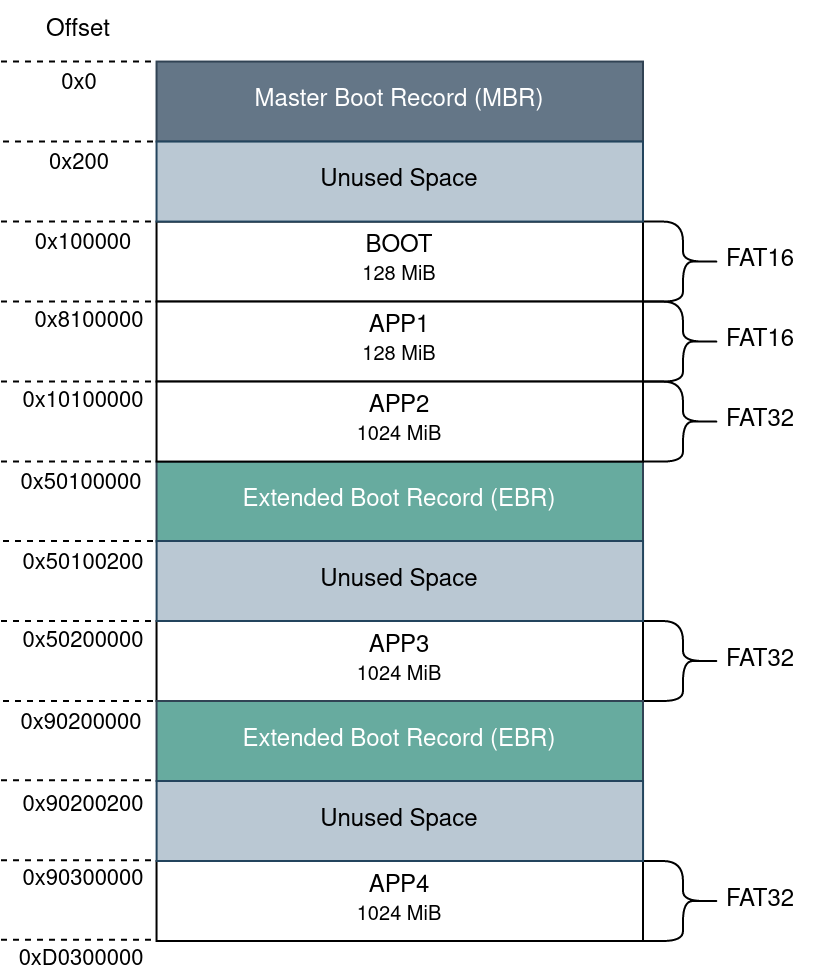 Offset
0x0
Master Boot Record (MBR)
0x200
Unused Space
0x100000
BOOT
128 MiB
FAT16
0x8100000
APP1
128 MiB
FAT16
0x10100000
APP2
1024 MiB
FAT32
0x50100000
Extended Boot Record (EBR)
0x50100200
Unused Space
0x50200000
APP3
1024 MiB
FAT32
0x90200000
Extended Boot Record (EBR)
0x90200200
Unused Space
0x90300000
APP4
1024 MiB
FAT32
0xD0300000